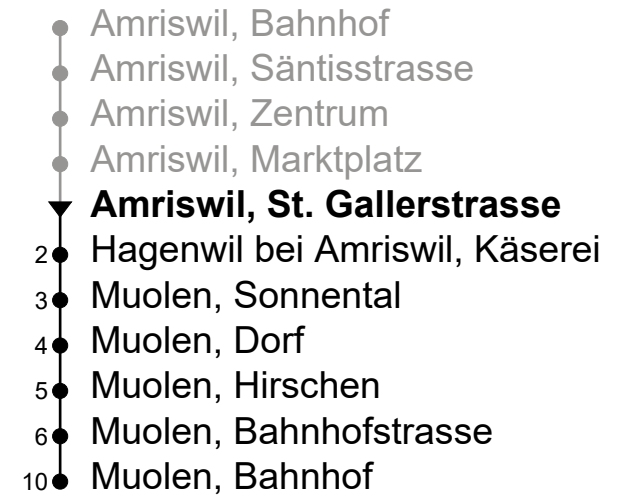 Amriswil, Bahnhof
Amriswil, Säntisstrasse
Amriswil, Zentrum
Amriswil, Marktplatz
Amriswil, St. Gallerstrasse
2 Hagenwil bei Amriswil, Käserei
3 Muolen, Sonnental
4 Muolen, Dorf
5 Muolen, Hirschen
6 Muolen, Bahnhofstrasse
10 Muolen, Bahnhof